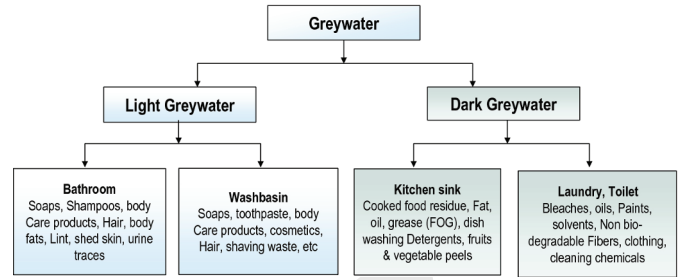 Greywater
Light Greywater
Dark Greywater
Bathroom
Soaps, Shampoos, body
Care products, Hair, body
fats, Lint, shed skin, urine
traces
Washbasin
Soaps, toothpaste, body
Care products, cosmetics,
Hair, shaving waste, etc
Kitchen sink
Cooked food residue, Fat,
oil, grease (FOG), dish
washing Detergents, fruits
& vegetable peels
Laundry, Toilet
Bleaches, oils, Paints,
solvents, Non bio-
degradable Fibers, clothing,
cleaning chemicals